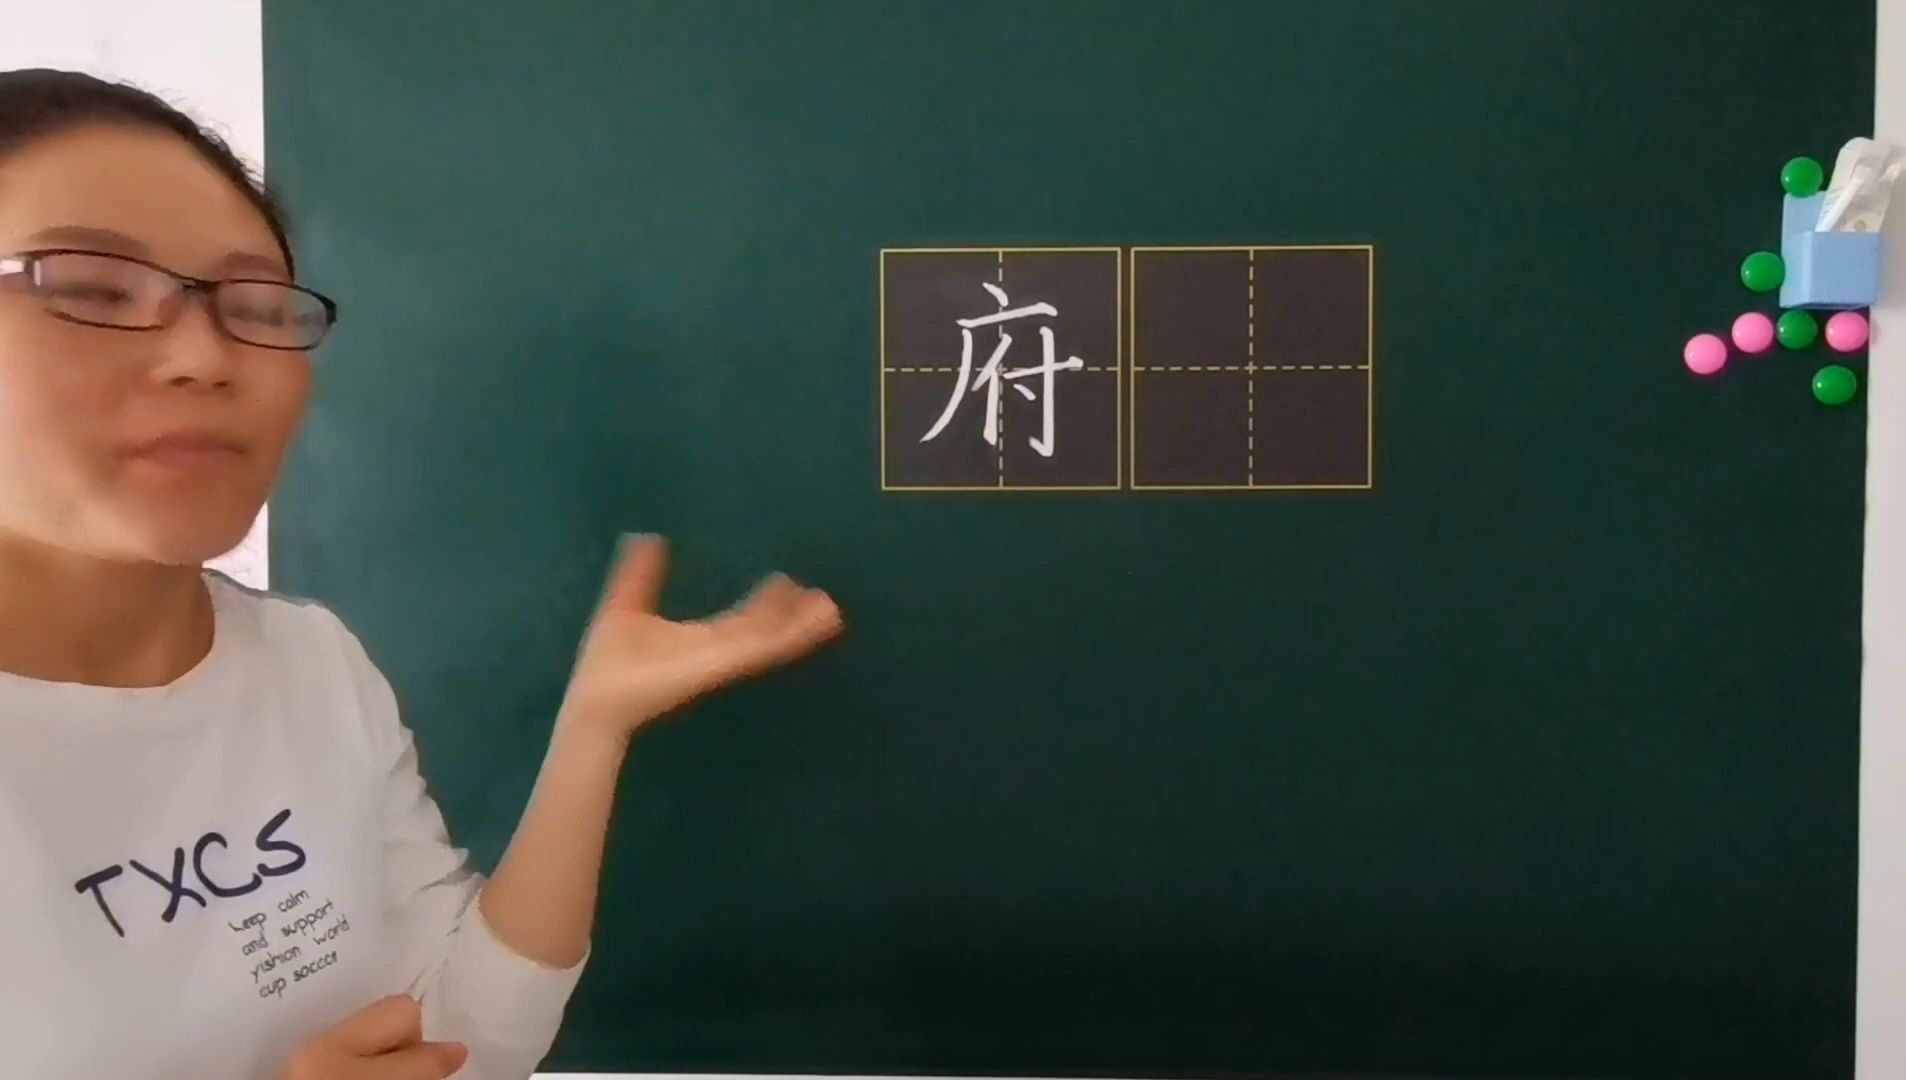 府
TXCS
keep calm
and support
yishion world
cup soccer